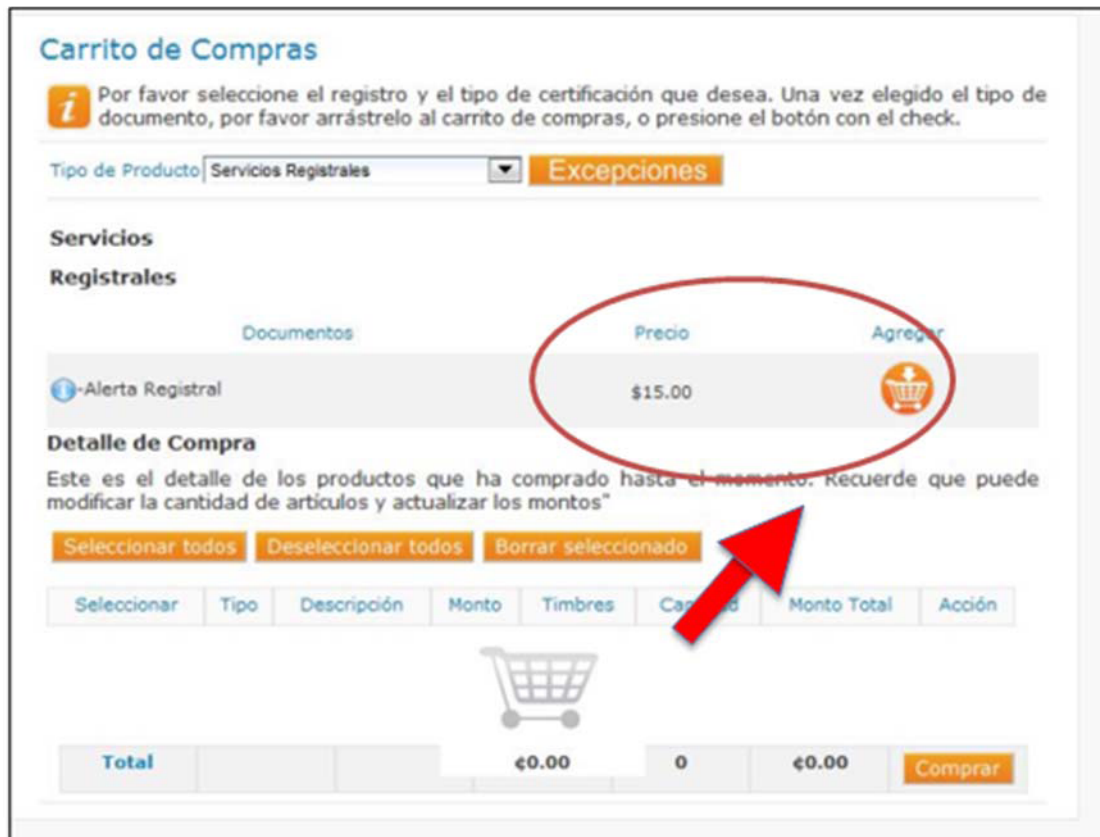 Carrito de Compras
Por favor seleccione el registro y el tipo de certificación que desea. Una vez elegido el tipo de
documento, por favor arrástrelo al carrito de compras, o presione el botón con el check.
Tipo de Producto Servicios Registrales Excepciones
Servicios
Registrales
Documentos Precio Agregar
-Alerta Registral $15.00
Detalle de Compra
Este es el detalle de los productos que ha comprado hasta el momento. Recuerde que puede
modificar la cantidad de artículos y actualizar los montos"
Seleccionar todos Deseleccionar todos Borrar seleccionado
Seleccionar Tipo Descripción Monto Timbres Monto Total Acción
Total ¢0.00 0 ¢0.00 Comprar